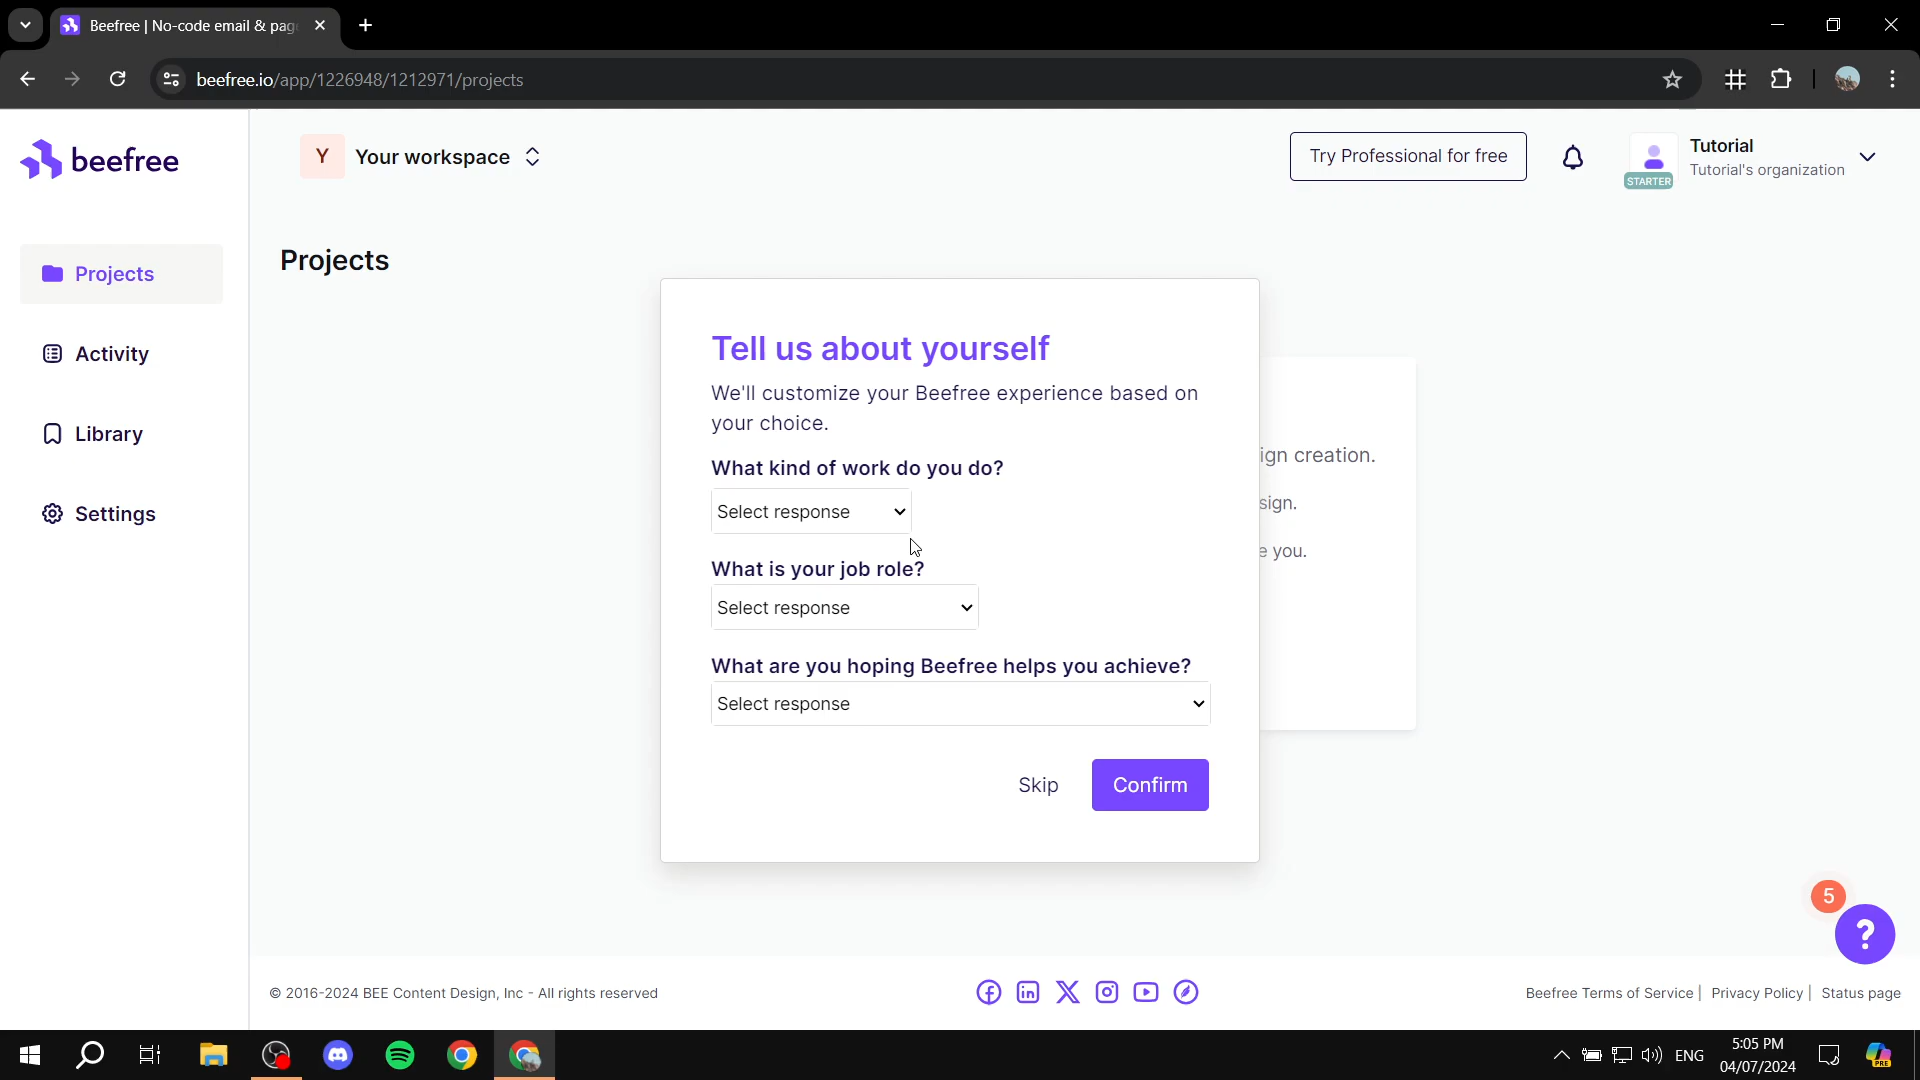 Beefree | No-code email & pag
beefree.io/app/1226948/1212971/projects
beefree
Y Your workspace
Try Professional for free
STARTER
Tutorial
Tutorial's organization
Projects
Activity
Library
Settings
Projects
Tell us about yourself
We'll customize your Beefree experience based on
your choice.
What kind of work do you do?
Select response
What is your job role?
Select response
What are you hoping Beefree helps you achieve?
Select response
Skip
Confirm
ign creation.
sign.
e you.
5
?
© 2016-2024 BEE Content Design, Inc - All rights reserved
Beefree Terms of Service | Privacy Policy | Status page
ENG
5:05 PM
04/07/2024
PRE